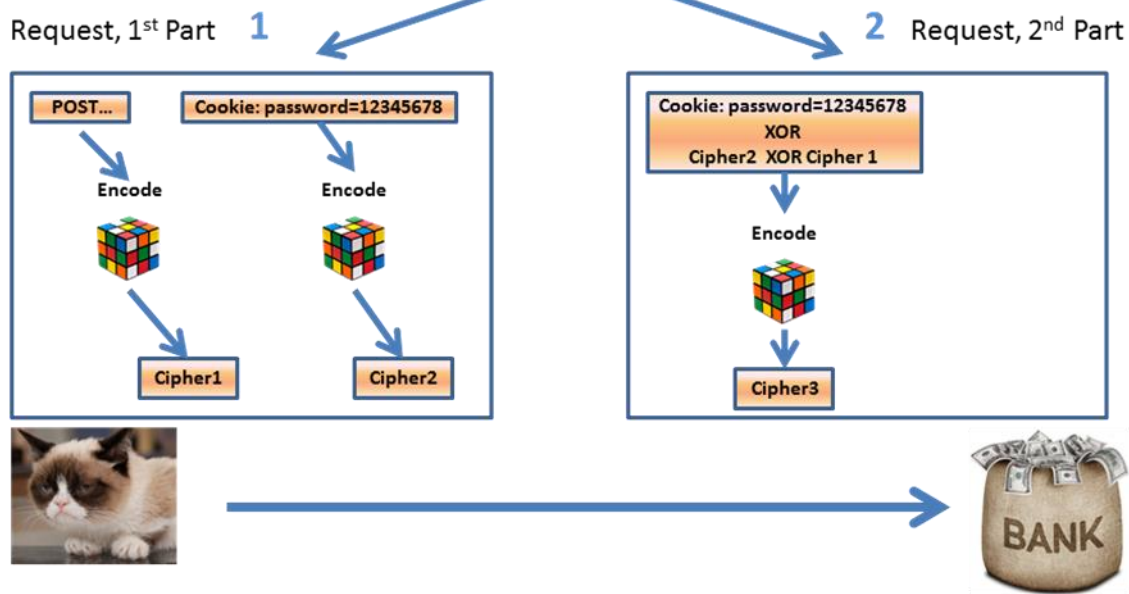 Request, 1st Part 1
2 Request, 2nd Part
POST...
Cookie: password=12345678
Encode
Encode
Cipher1
Cipher2
Cookie: password=12345678
XOR
Cipher2 XOR Cipher 1
Encode
Cipher3
BANK